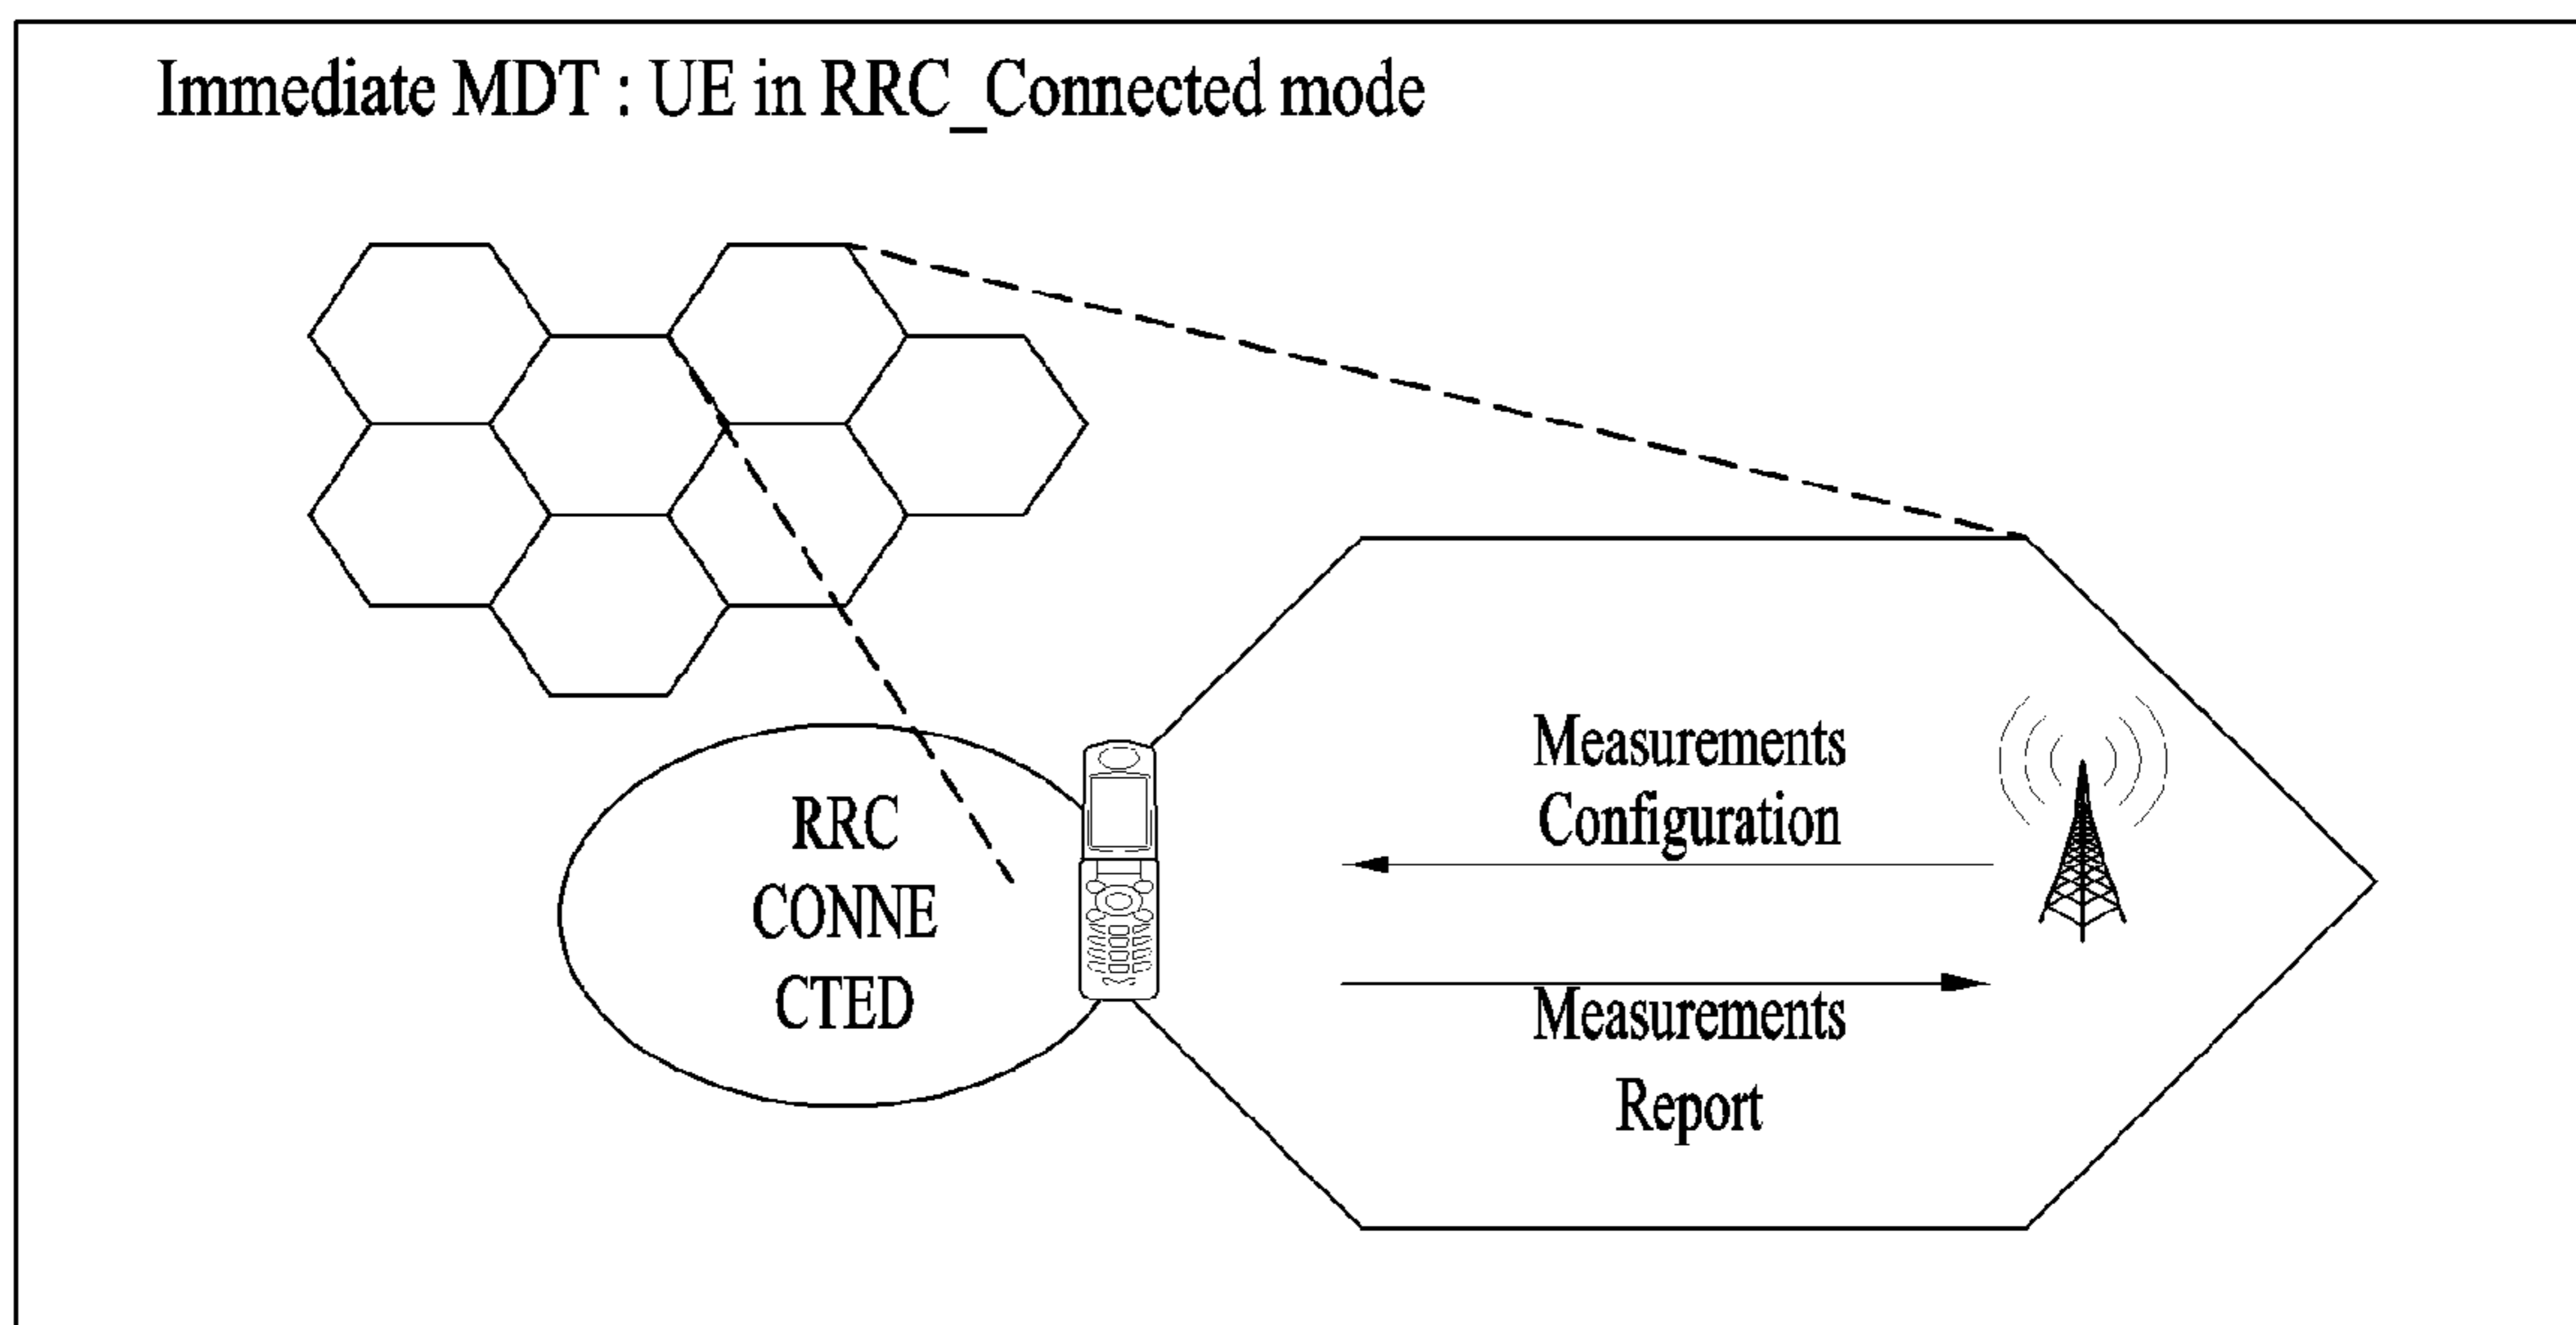 Immediate MDT : UE in RRC_Connected mode
RRC
CONNE
CTED
Measurements
Configuration
Measurements
Report